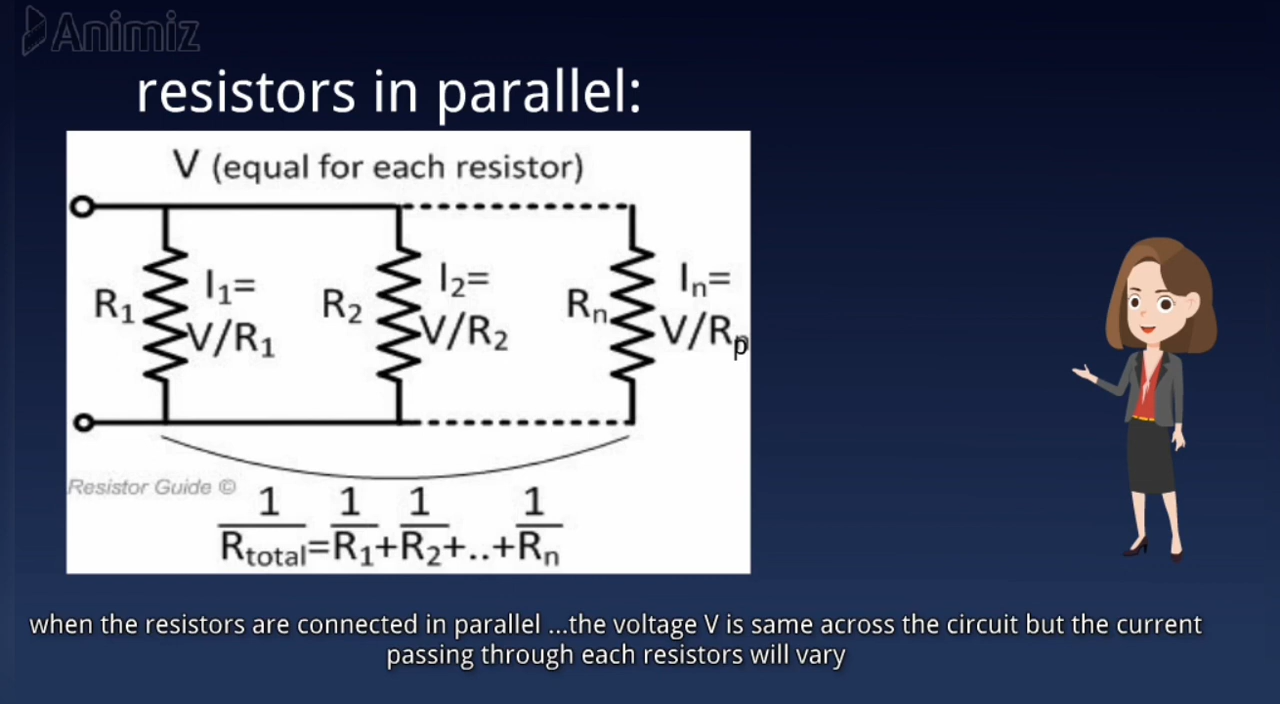 Animiz
resistors in parallel:
V (equal for each resistor)
R₁ I₁= V/R₁
R₂ I₂= V/R₂
Rₙ Iₙ= V/Rₙ
p
Resistor Guide ©
1/Rtotal=1/R₁+1/R₂+..+1/Rₙ
when the resistors are connected in parallel ...the voltage V is same across the circuit but the current
passing through each resistors will vary